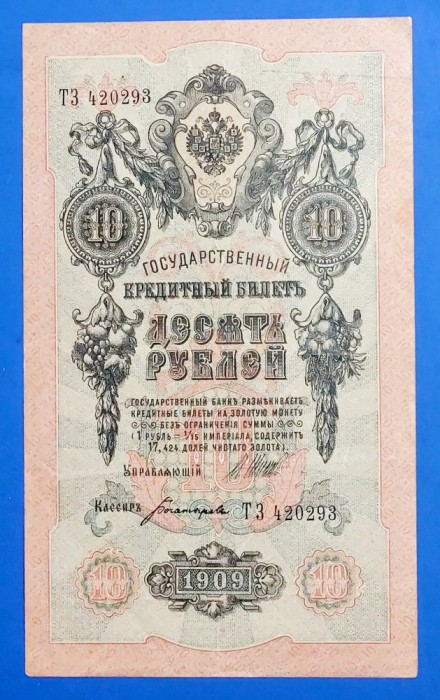 ТЗ 420293
10 10
ГОСУДАРСТВЕННЫЙ
КРЕДИТНЫЙ БИЛЕТЪ
ДЕСЯТЬ
РУБЛЕЙ
ГОСУДАРСТВЕННЫЙ БАНКЪ РАЗМѢНИВАЕТЪ
КРЕДИТНЫЕ БИЛЕТЫ НА ЗОЛОТУЮ МОНЕТУ
БЕЗЪ ОГРАНИЧЕНІЯ СУММЫ
(1 РУБЛЬ = 1/15 ИМПЕРІАЛА, СОДЕРЖИТЪ
17,424 ДОЛЕЙ ЧИСТАГО ЗОЛОТА).
10
УПРАВЛЯЮЩІЙ
КАССИРЪ Богатыревъ ТЗ 420293
10 1909 10